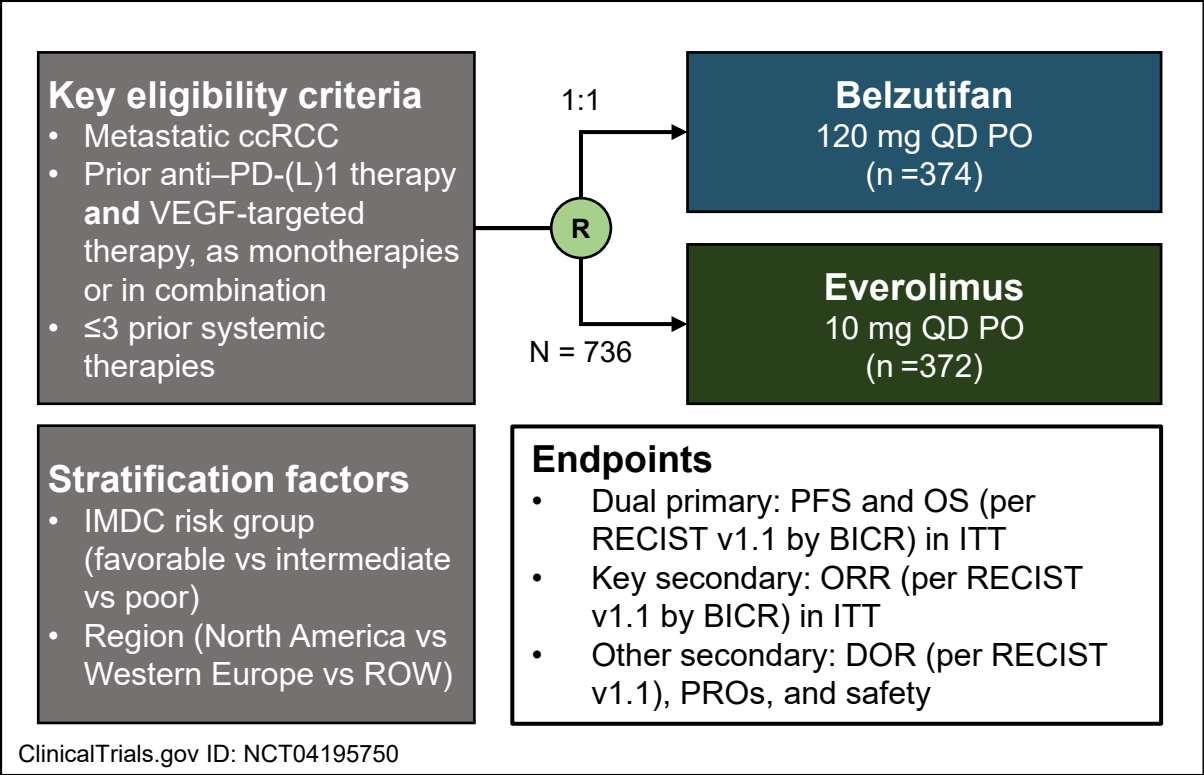 Key eligibility criteria
• Metastatic ccRCC
• Prior anti–PD-(L)1 therapy
and VEGF-targeted
therapy, as monotherapies
or in combination
• ≤3 prior systemic
therapies
1:1
R
N = 736
Belzutifan
120 mg QD PO
(n =374)
Everolimus
10 mg QD PO
(n =372)
Stratification factors
• IMDC risk group
(favorable vs intermediate
vs poor)
• Region (North America vs
Western Europe vs ROW)
Endpoints
• Dual primary: PFS and OS (per
RECIST v1.1 by BICR) in ITT
• Key secondary: ORR (per RECIST
v1.1 by BICR) in ITT
• Other secondary: DOR (per RECIST
v1.1), PROs, and safety
ClinicalTrials.gov ID: NCT04195750